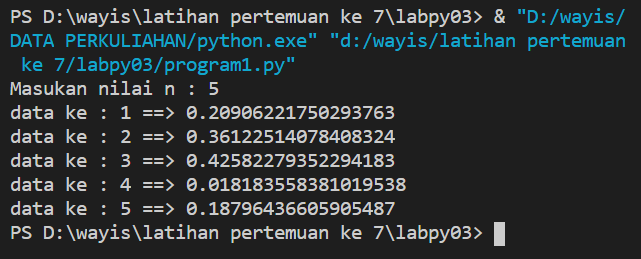 PS D:\wayis\latihan pertemuan ke 7\labpy03> & "D:/wayis/
DATA PERKULIAHAN/python.exe" "d:/wayis/latihan pertemuan
 ke 7/labpy03/program1.py"
Masukan nilai n : 5
data ke : 1 ==> 0.20906221750293763
data ke : 2 ==> 0.36122514078408324
data ke : 3 ==> 0.42582279352294183
data ke : 4 ==> 0.018183558381019538
data ke : 5 ==> 0.18796436605905487
PS D:\wayis\latihan pertemuan ke 7\labpy03>